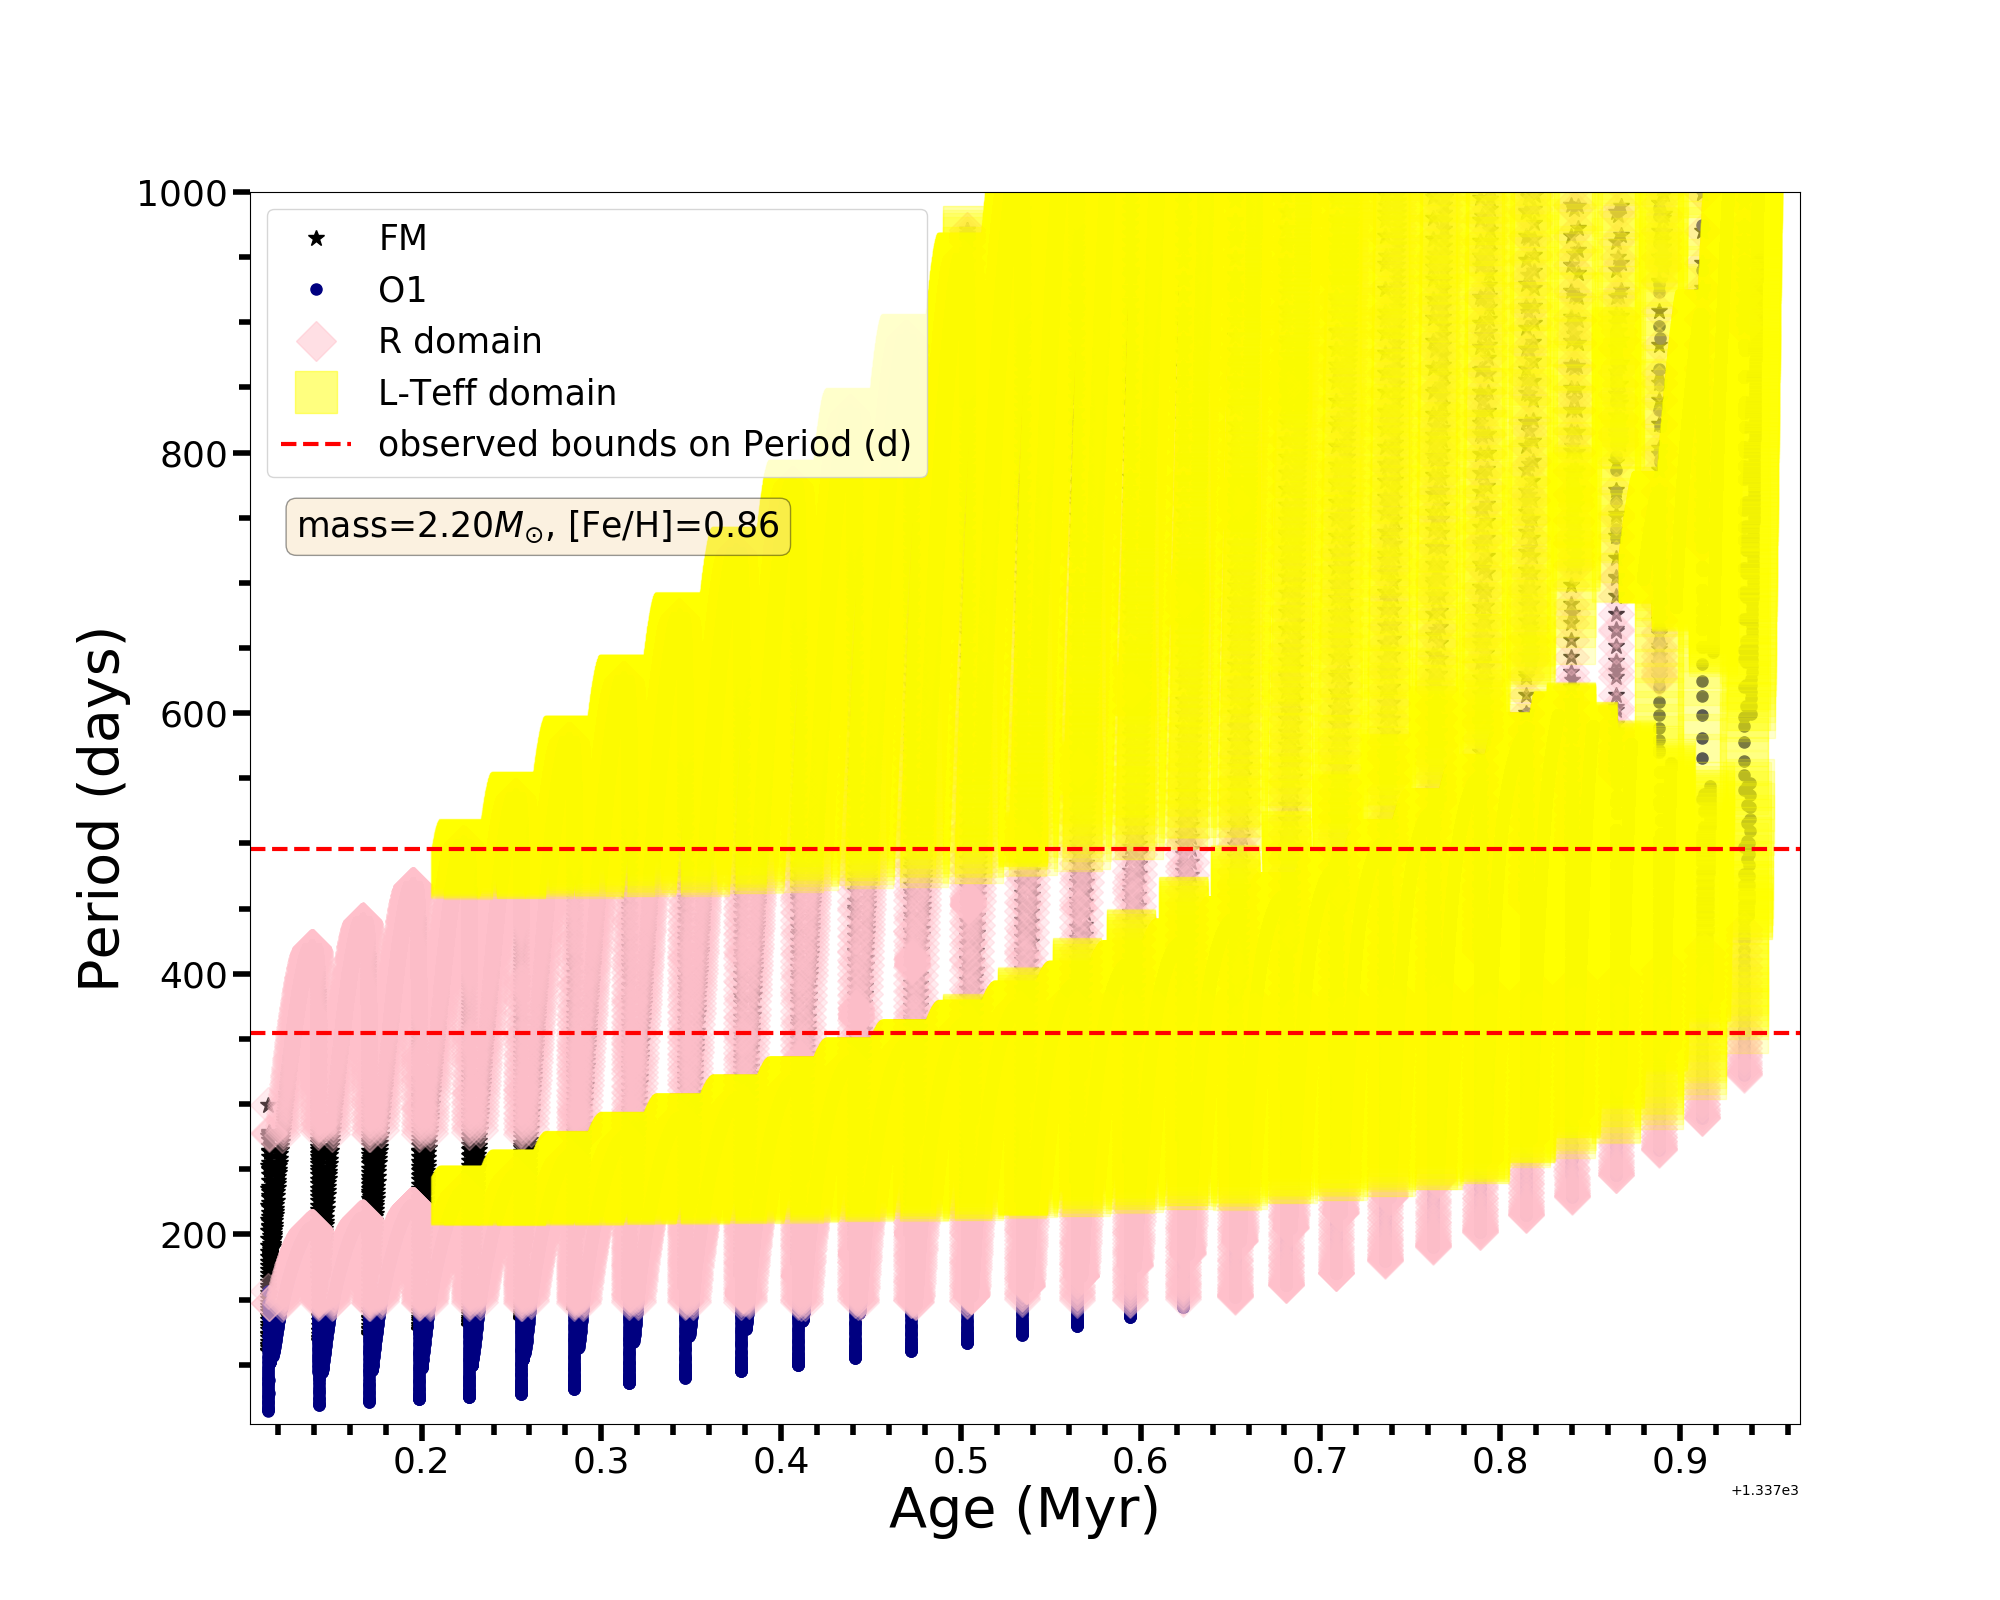 1000
800
600
400
200
Period (days)
FM
O1
R domain
L-Teff domain
observed bounds on Period (d)
mass=2.20M⊙, [Fe/H]=0.86
0.2 0.3 0.4 0.5 0.6 0.7 0.8 0.9
+1.337e3
Age (Myr)